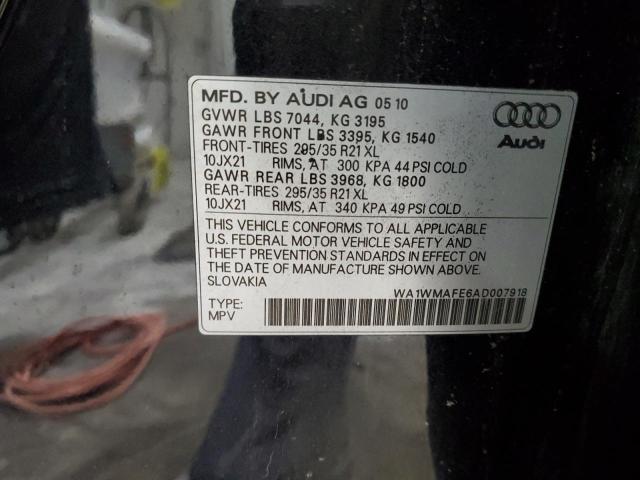 MFD. BY AUDI AG 05 10
GVWR LBS 7044, KG 3195
GAWR FRONT LBS 3395, KG 1540
FRONT-TIRES 295/35 R21 XL
10JX21 RIMS, AT 300 KPA 44 PSI COLD
GAWR REAR LBS 3968, KG 1800
REAR-TIRES 295/35 R21 XL
10JX21 RIMS, AT 340 KPA 49 PSI COLD
THIS VEHICLE CONFORMS TO ALL APPLICABLE
U.S. FEDERAL MOTOR VEHICLE SAFETY AND
THEFT PREVENTION STANDARDS IN EFFECT ON
THE DATE OF MANUFACTURE SHOWN ABOVE.
SLOVAKIA
Audi
WA1WMAFE6AD007918
TYPE:
MPV